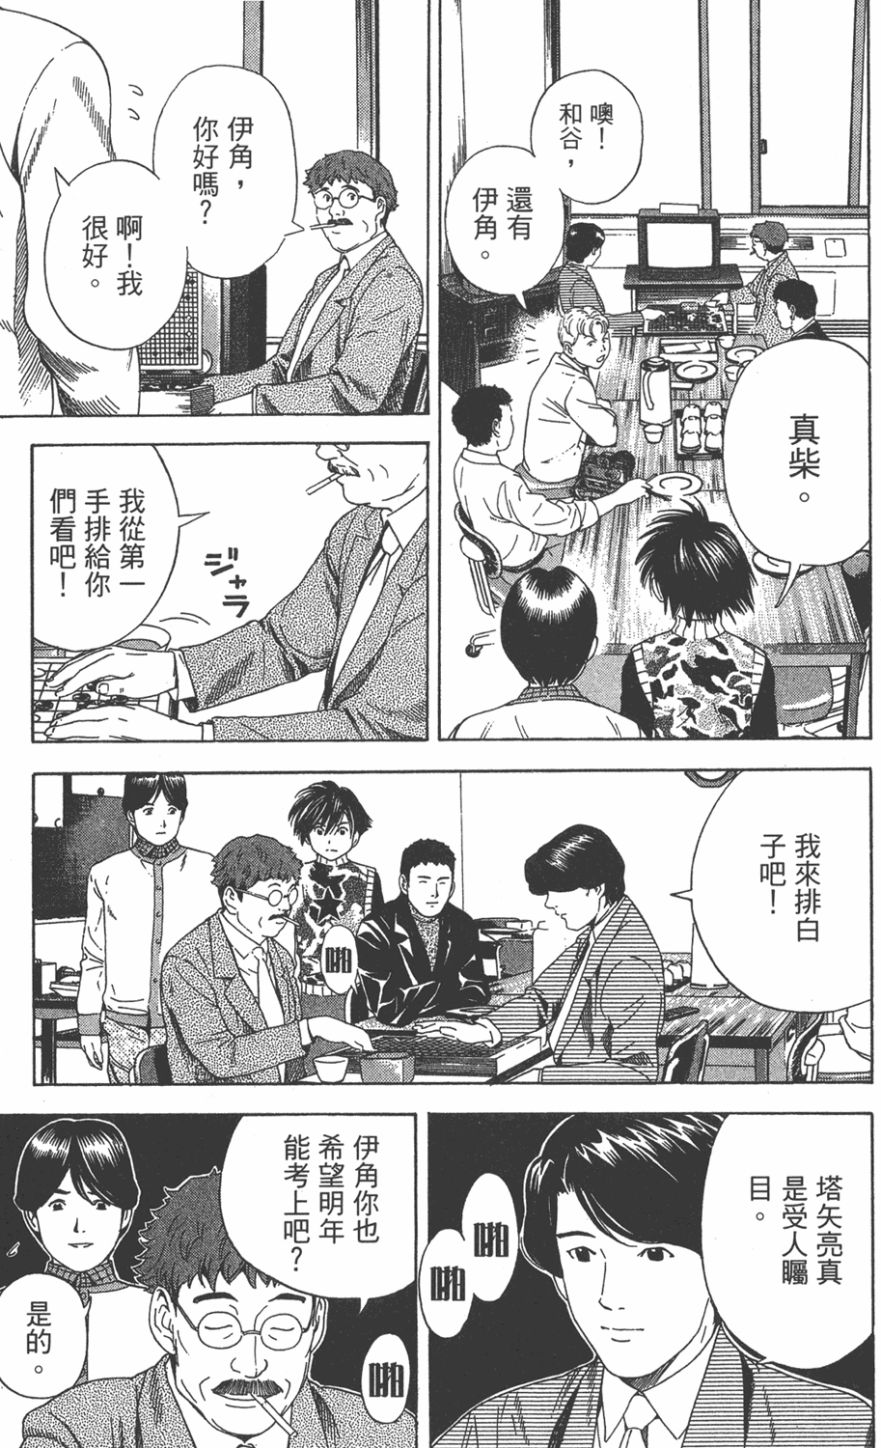 噢！
和谷，
還有
伊角。
真柴。
伊角，
你好嗎？
啊！我
很好。
我從第一
手排給你
們看吧！
ジャラ
我來排白
子吧！
啪
塔矢亮真
是受人矚
目。
啪
啪
伊角你也
希望明年
能考上吧？
啪
是的。